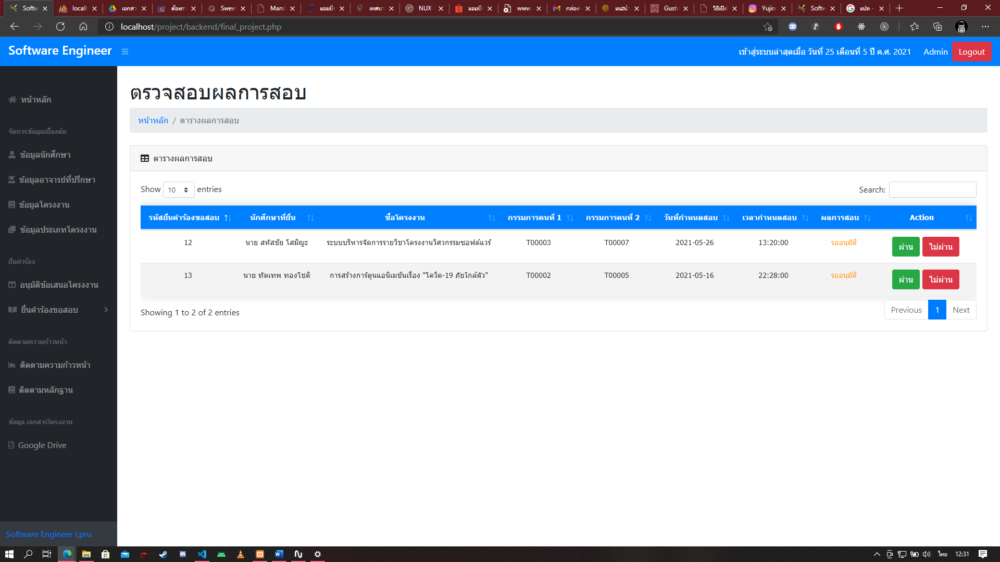 Softw
localh
เอกสา
ต้องกา
Swee
Mars
แอมป์
เทศบา
NUX
แอมป์
www.
กล่องจ
แนะนำ
Gusta
วิธีเปิด
Yujin
Softw
แปล -
localhost/project/backend/final_project.php
Software Engineer
เข้าสู่ระบบล่าสุดเมื่อ วันที่ 25 เดือนที่ 5 ปี ค.ศ. 2021 Admin Logout
หน้าหลัก
จัดการข้อมูลเบื้องต้น
ข้อมูลนักศึกษา
ข้อมูลอาจารย์ที่ปรึกษา
ข้อมูลโครงงาน
ข้อมูลประเภทโครงงาน
ยื่นคำร้อง
อนุมัติข้อเสนอโครงงาน
ยื่นคำร้องขอสอบ
ติดตามความก้าวหน้า
ติดตามความก้าวหน้า
ติดตามหลักฐาน
ข้อมูล เอกสารโครงงาน
Google Drive
Software Engineer Lpru
ตรวจสอบผลการสอบ
หน้าหลัก / ตารางผลการสอบ
ตารางผลการสอบ
Show 10 entries
Search:
รหัสยื่นคำร้องขอสอบ นักศึกษาที่ยื่น ชื่อโครงงาน กรรมการคนที่ 1 กรรมการคนที่ 2 วันที่กำหนดสอบ เวลากำหนดสอบ ผลการสอบ Action
12 นาย สหัสชัย โสมิญะ ระบบบริหารจัดการรายวิชาโครงงานวิศวกรรมซอฟต์แวร์ T00003 T00007 2021-05-26 13:20:00 รออนุมัติ ผ่าน ไม่ผ่าน
13 นาย ทัตเทพ ทองโชติ การสร้างการ์ตูนแอนิเมชันเรื่อง "โควิด-19 ภัยใกล้ตัว" T00002 T00005 2021-05-16 22:28:00 รออนุมัติ ผ่าน ไม่ผ่าน
Showing 1 to 2 of 2 entries
Previous 1 Next
ไทย 12:31